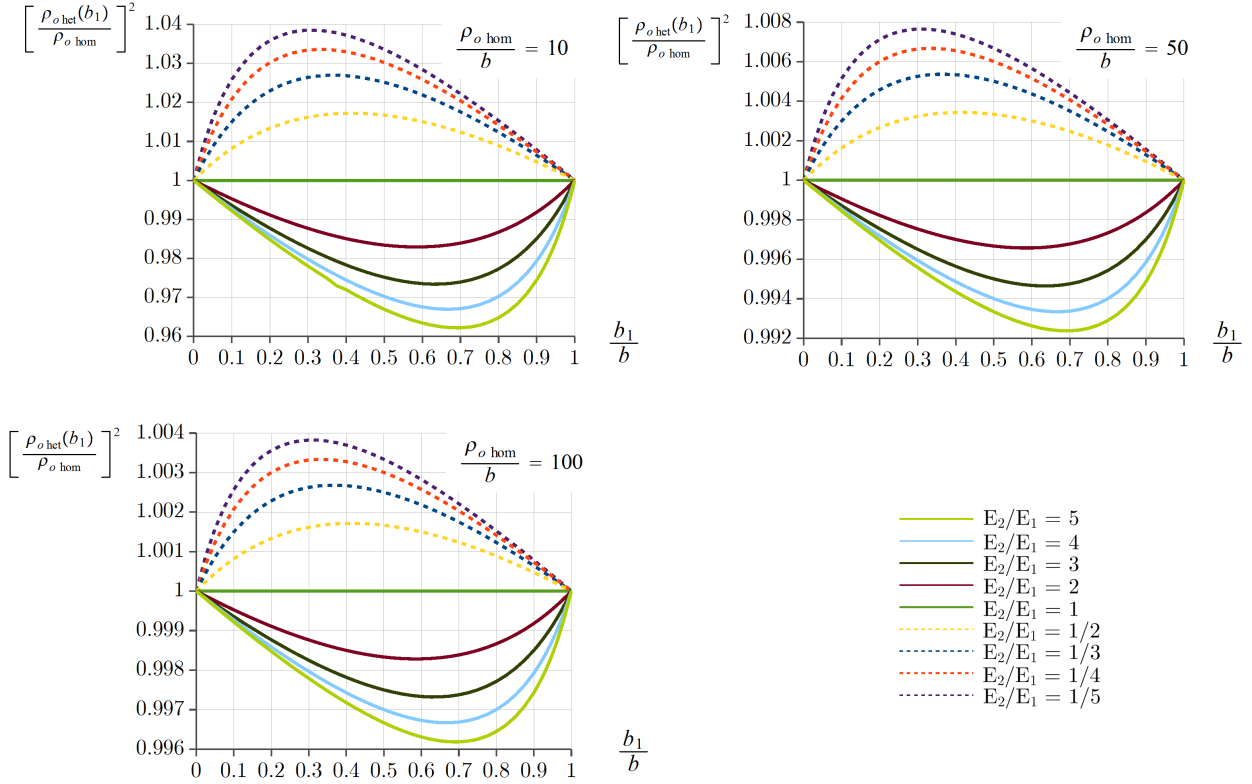 [ρo het(b1)/ρo hom]²
ρo hom/b = 10
1.04
1.03
1.02
1.01
1
0.99
0.98
0.97
0.96
0 0.1 0.2 0.3 0.4 0.5 0.6 0.7 0.8 0.9 1
b1/b
[ρo het(b1)/ρo hom]²
ρo hom/b = 50
1.008
1.006
1.004
1.002
1
0.998
0.996
0.994
0.992
0 0.1 0.2 0.3 0.4 0.5 0.6 0.7 0.8 0.9 1
b1/b
[ρo het(b1)/ρo hom]²
ρo hom/b = 100
1.004
1.003
1.002
1.001
1
0.999
0.998
0.997
0.996
0 0.1 0.2 0.3 0.4 0.5 0.6 0.7 0.8 0.9 1
b1/b
E2/E1 = 5
E2/E1 = 4
E2/E1 = 3
E2/E1 = 2
E2/E1 = 1
E2/E1 = 1/2
E2/E1 = 1/3
E2/E1 = 1/4
E2/E1 = 1/5